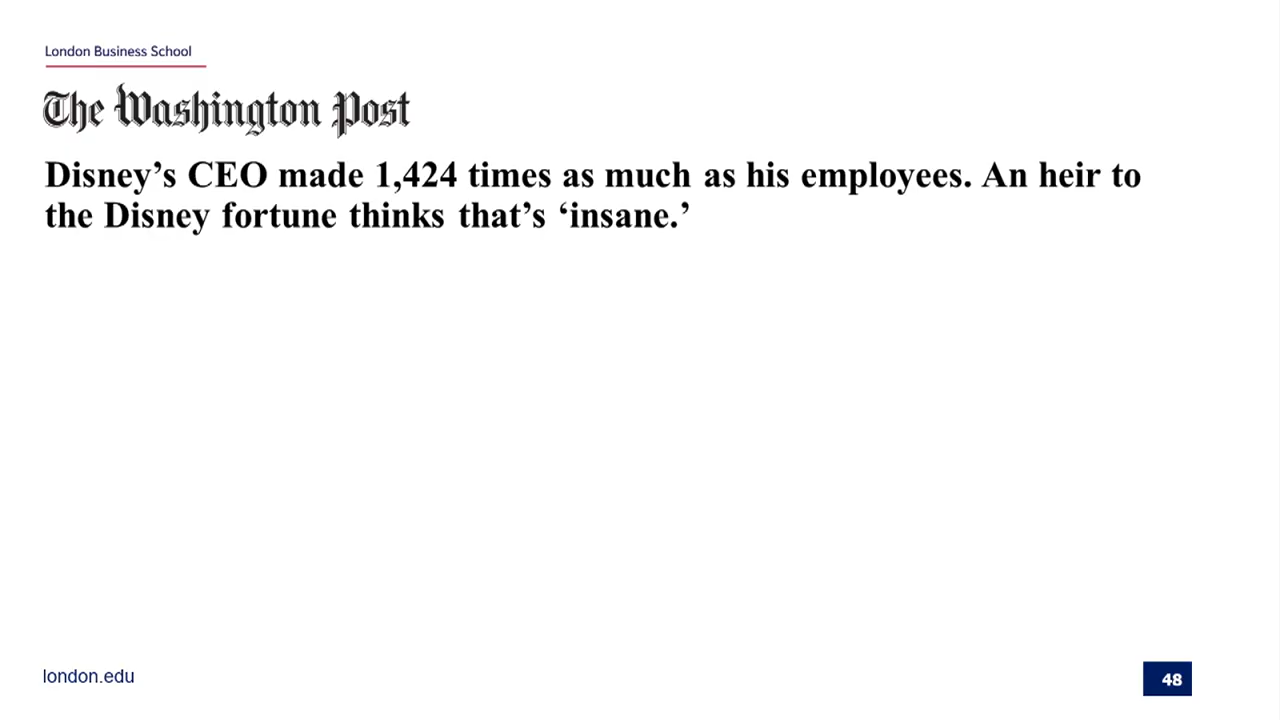 London Business School
The Washington Post
Disney’s CEO made 1,424 times as much as his employees. An heir to
the Disney fortune thinks that’s ‘insane.’
london.edu
48